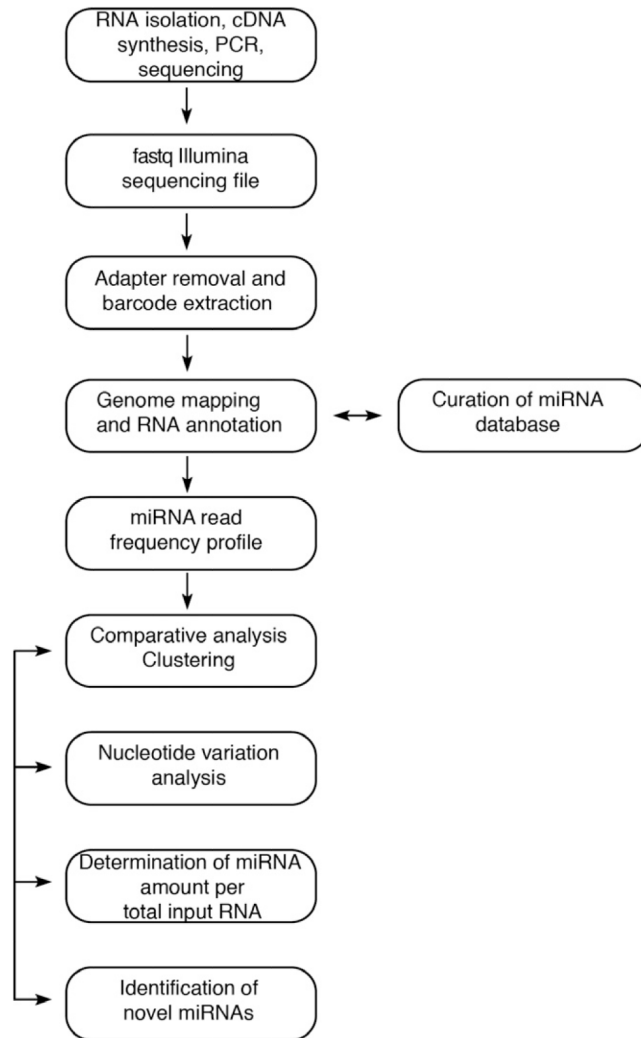 RNA isolation, cDNA
synthesis, PCR,
sequencing
fastq Illumina
sequencing file
Adapter removal and
barcode extraction
Genome mapping
and RNA annotation
Curation of miRNA
database
miRNA read
frequency profile
Comparative analysis
Clustering
Nucleotide variation
analysis
Determination of miRNA
amount per
total input RNA
Identification of
novel miRNAs